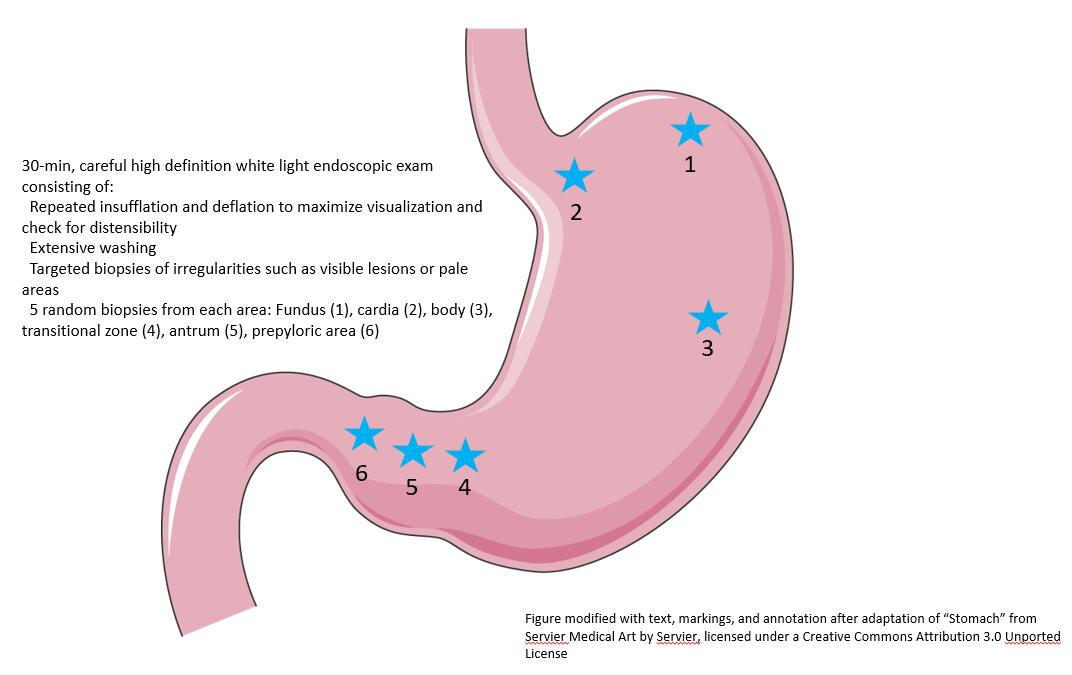 30-min, careful high definition white light endoscopic exam
consisting of:
Repeated insufflation and deflation to maximize visualization and
check for distensibility
Extensive washing
Targeted biopsies of irregularities such as visible lesions or pale
areas
5 random biopsies from each area: Fundus (1), cardia (2), body (3),
transitional zone (4), antrum (5), prepyloric area (6)
1
2
3
6
5
4
Figure modified with text, markings, and annotation after adaptation of “Stomach” from
Servier Medical Art by Servier, licensed under a Creative Commons Attribution 3.0 Unported
License